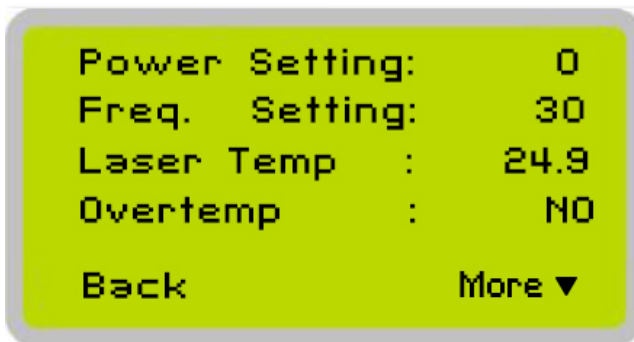 Power Setting: 0
Freq. Setting: 30
Laser Temp : 24.9
Overtemp : NO
Back More ▼